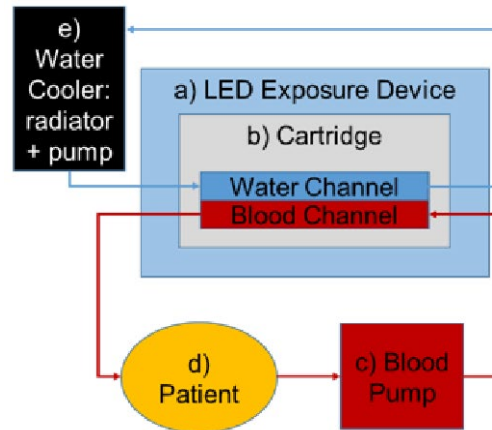 e)
Water
Cooler:
radiator
+ pump
a) LED Exposure Device
b) Cartridge
Water Channel
Blood Channel
d)
Patient
c) Blood
Pump